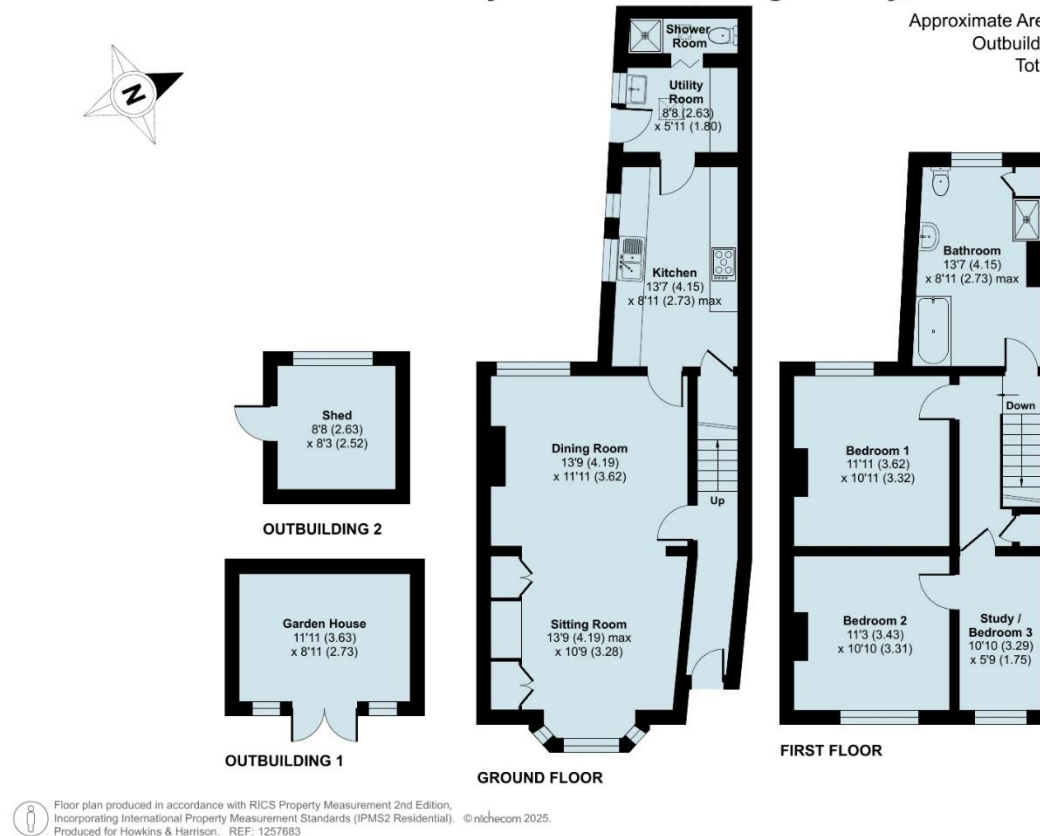 Approximate Are
Outbuild
Tot
N
Shower
Room
Utility
Room
8'8 (2.63)
x 5'11 (1.80)
Kitchen
13'7 (4.15)
x 8'11 (2.73) max
Bathroom
13'7 (4.15)
x 8'11 (2.73) max
Shed
8'8 (2.63)
x 8'3 (2.52)
OUTBUILDING 2
Dining Room
13'9 (4.19)
x 11'11 (3.62)
Up
Bedroom 1
11'11 (3.62)
x 10'11 (3.32)
Down
Garden House
11'11 (3.63)
x 8'11 (2.73)
OUTBUILDING 1
Sitting Room
13'9 (4.19) max
x 10'9 (3.28)
GROUND FLOOR
Bedroom 2
11'3 (3.43)
x 10'10 (3.31)
Study /
Bedroom 3
10'10 (3.29)
x 5'9 (1.75)
FIRST FLOOR
Floor plan produced in accordance with RICS Property Measurement 2nd Edition,
Incorporating International Property Measurement Standards (IPMS2 Residential). © nichecom 2025.
Produced for Howkins & Harrison. REF: 1257683